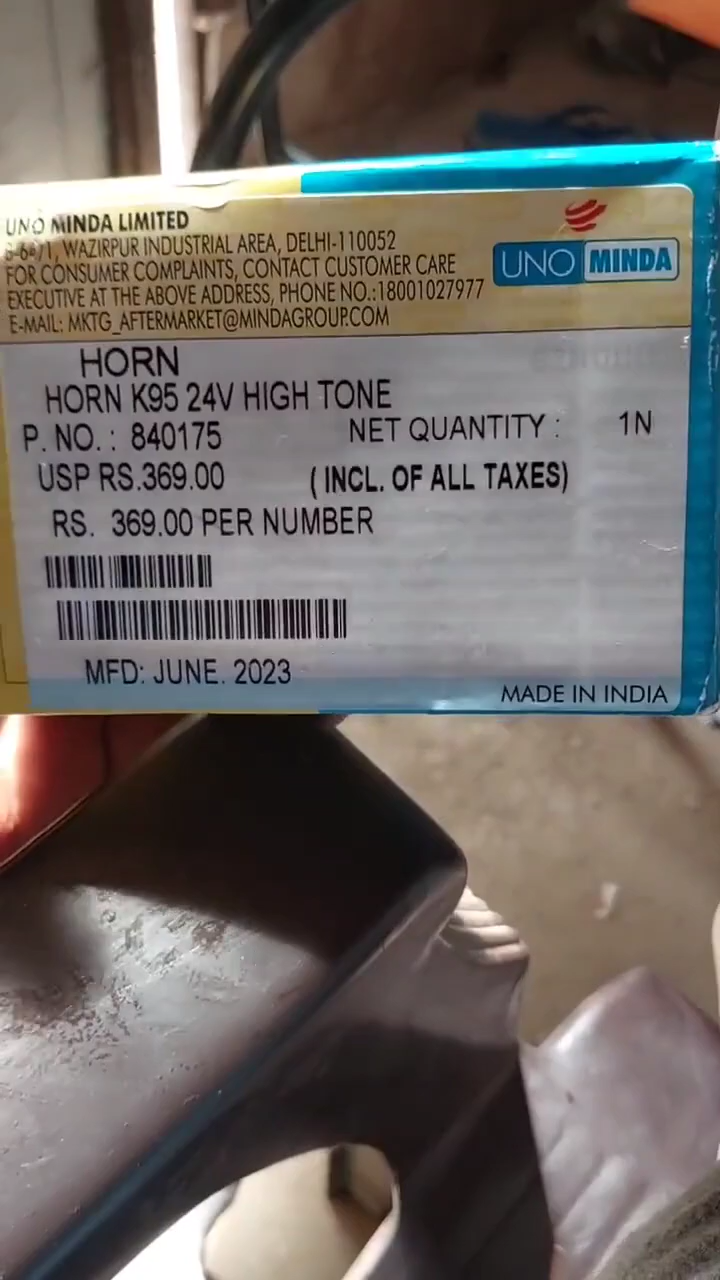 UNO MINDA LIMITED
WAZIRPUR INDUSTRIAL AREA, DELHI-110052
FOR CONSUMER COMPLAINTS, CONTACT CUSTOMER CARE
EXECUTIVE AT THE ABOVE ADDRESS, PHONE NO.:18001027977
E-MAIL: MKTG_AFTERMARKET@MINDAGROUP.COM
UNO MINDA
HORN
HORN K95 24V HIGH TONE
P. NO. : 840175 NET QUANTITY : 1N
USP RS.369.00 (INCL. OF ALL TAXES)
RS. 369.00 PER NUMBER
MFD: JUNE. 2023
MADE IN INDIA